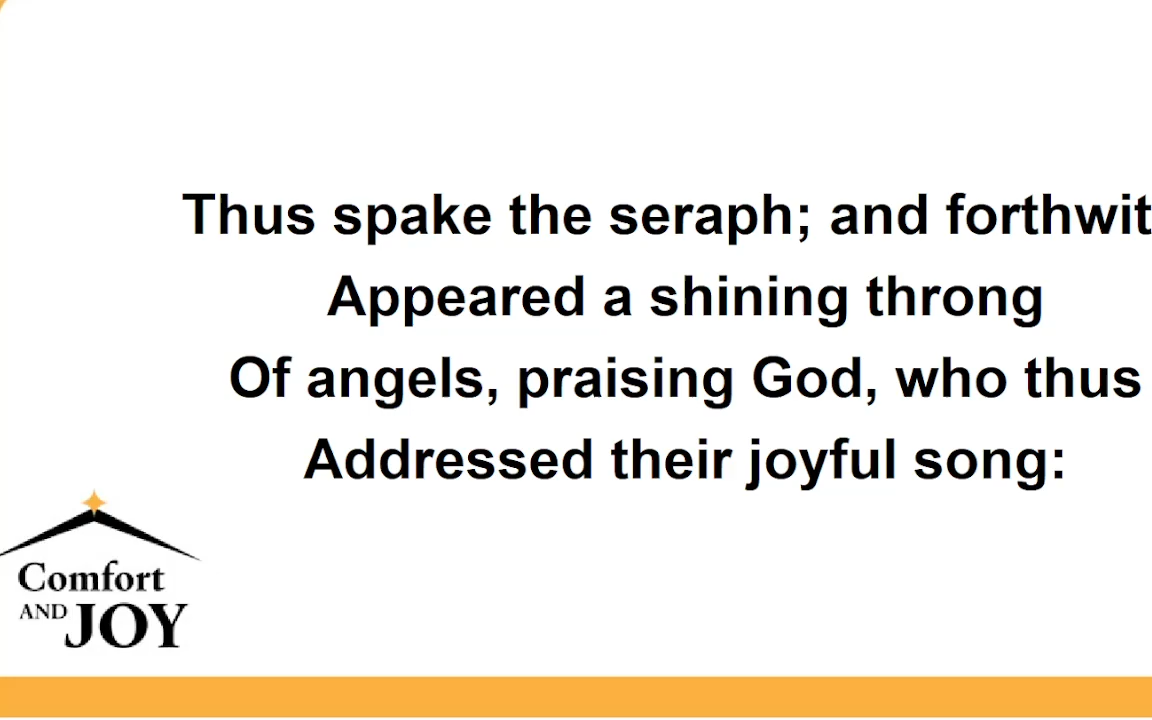 Thus spake the seraph; and forthwit
Appeared a shining throng
Of angels, praising God, who thus
Addressed their joyful song:
Comfort
AND JOY